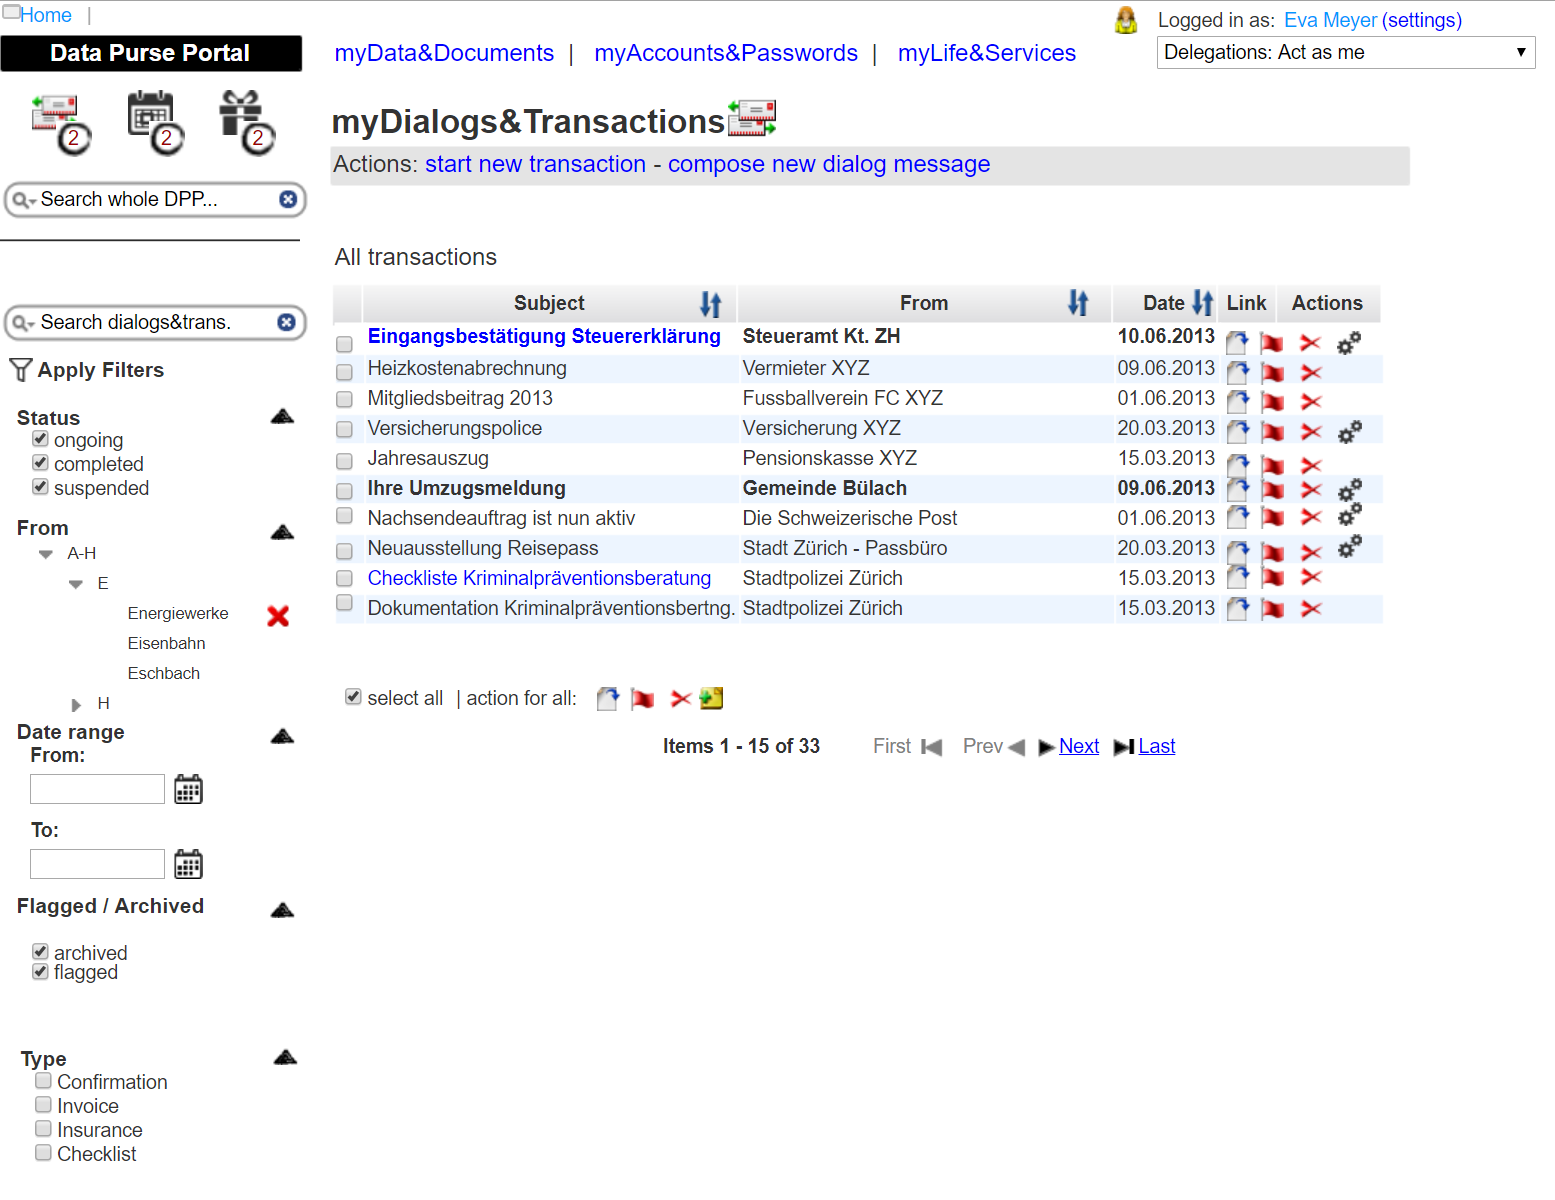 Home |
Logged in as: Eva Meyer (settings)
Data Purse Portal
myData&Documents | myAccounts&Passwords | myLife&Services
Delegations: Act as me
2 2 2
myDialogs&Transactions
Actions: start new transaction - compose new dialog message
Search whole DPP...
All transactions
Subject From Date Link Actions
Eingangsbestätigung Steuererklärung Steueramt Kt. ZH 10.06.2013
Heizkostenabrechnung Vermieter XYZ 09.06.2013
Mitgliedsbeitrag 2013 Fussballverein FC XYZ 01.06.2013
Versicherungspolice Versicherung XYZ 20.03.2013
Jahresauszug Pensionskasse XYZ 15.03.2013
Ihre Umzugsmeldung Gemeinde Bülach 09.06.2013
Nachsendeauftrag ist nun aktiv Die Schweizerische Post 01.06.2013
Neuausstellung Reisepass Stadt Zürich - Passbüro 20.03.2013
Checkliste Kriminalpräventionsberatung Stadtpolizei Zürich 15.03.2013
Dokumentation Kriminalpräventionsbertng. Stadtpolizei Zürich 15.03.2013
select all | action for all:
Items 1 - 15 of 33 First Prev Next Last
Search dialogs&trans.
Apply Filters
Status
ongoing
completed
suspended
From
A-H
E
Energiewerke
Eisenbahn
Eschbach
H
Date range
From:
To:
Flagged / Archived
archived
flagged
Type
Confirmation
Invoice
Insurance
Checklist